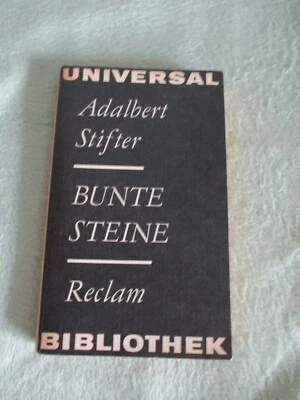 UNIVERSAL
Adalbert
Stifter
BUNTE
STEINE
Reclam
BIBLIOTHEK